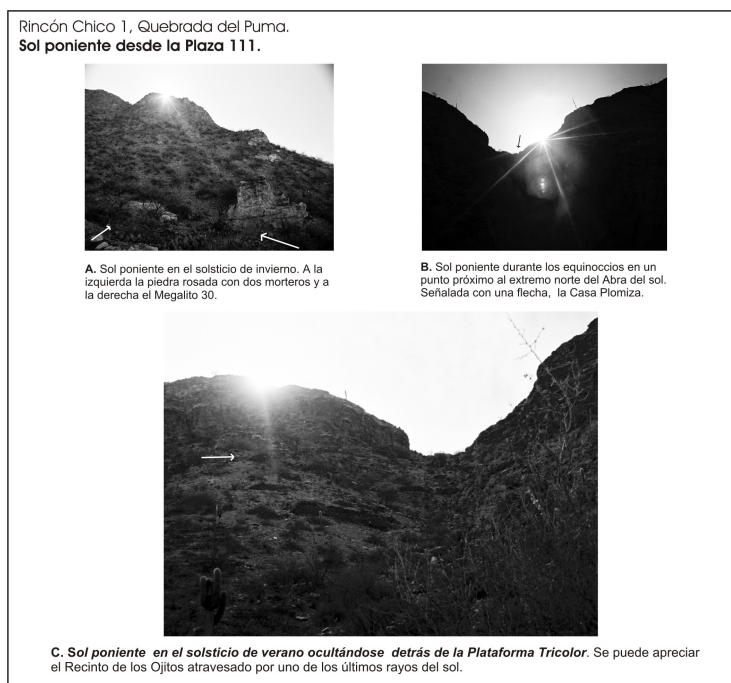 Rincón Chico 1, Quebrada del Puma.
Sol poniente desde la Plaza 111.
A. Sol poniente en el solsticio de invierno. A la
izquierda la piedra rosada con dos morteros y a
la derecha el Megalito 30.
B. Sol poniente durante los equinoccios en un
punto próximo al extremo norte del Abra del sol.
Señalada con una flecha, la Casa Plomiza.
C. Sol poniente en el solsticio de verano ocultándose detrás de la Plataforma Tricolor. Se puede apreciar
el Recinto de los Ojitos atravesado por uno de los últimos rayos del sol.